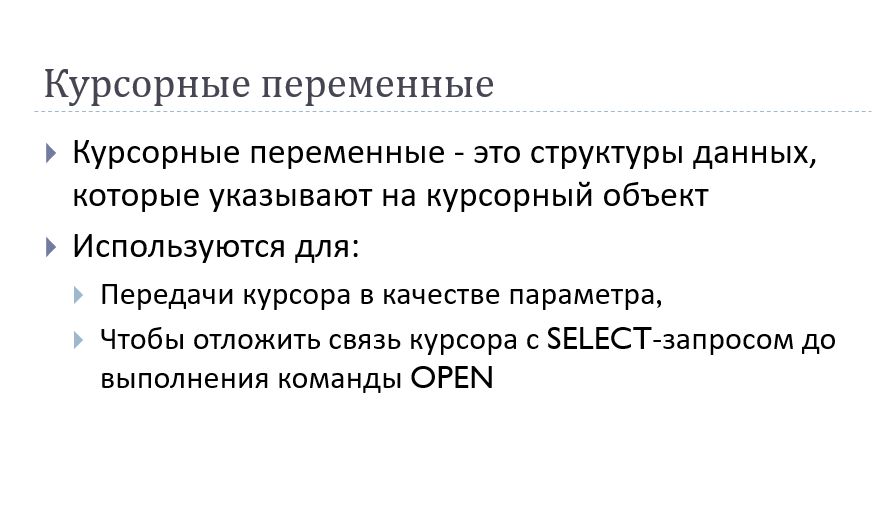 Курсорные переменные
Курсорные переменные - это структуры данных,
которые указывают на курсорный объект
Используются для:
Передачи курсора в качестве параметра,
Чтобы отложить связь курсора с SELECT-запросом до
выполнения команды OPEN